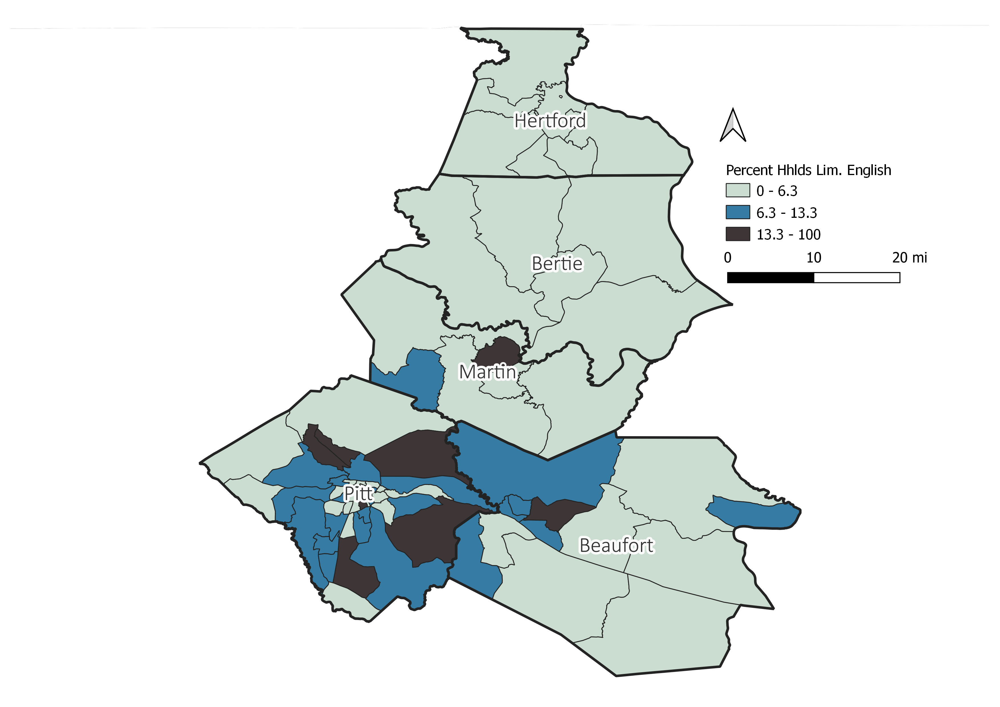 Hertford
Percent Hhlds Lim. English
0 - 6.3
6.3 - 13.3
13.3 - 100
0 10 20 mi
Bertie
Martin
Pitt
Beaufort